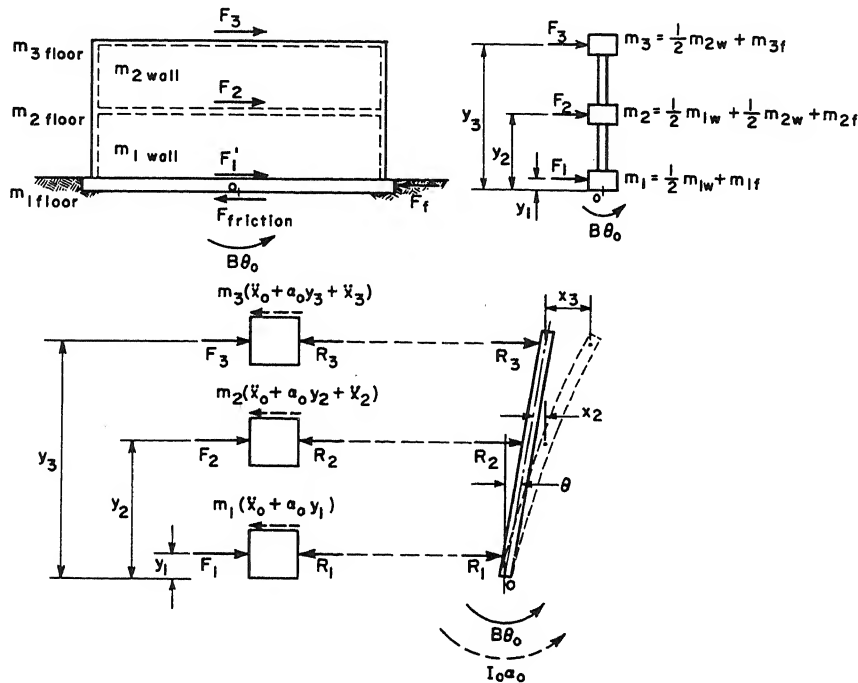 F₃
m₃ floor
m₂ wall
F₂
m₂ floor
m₁ wall
F₁'
o₁
m₁ floor
F_f
F_friction
Bθ₀
F₃
m₃ = ½ m₂w + m₃f
y₃
F₂
m₂ = ½ m₁w + ½ m₂w + m₂f
y₂
F₁
m₁ = ½ m₁w + m₁f
o'
y₁
Bθ₀
m₃(ẍ₀ + α₀y₃ + ẍ₃)
x₃
F₃
R₃
R₃
m₂(ẍ₀ + α₀y₂ + ẍ₂)
x₂
y₃
F₂
R₂
R₂
y₂
θ
m₁(ẍ₀ + α₀y₁)
y₁
F₁
R₁
R₁
o
Bθ₀
I₀α₀